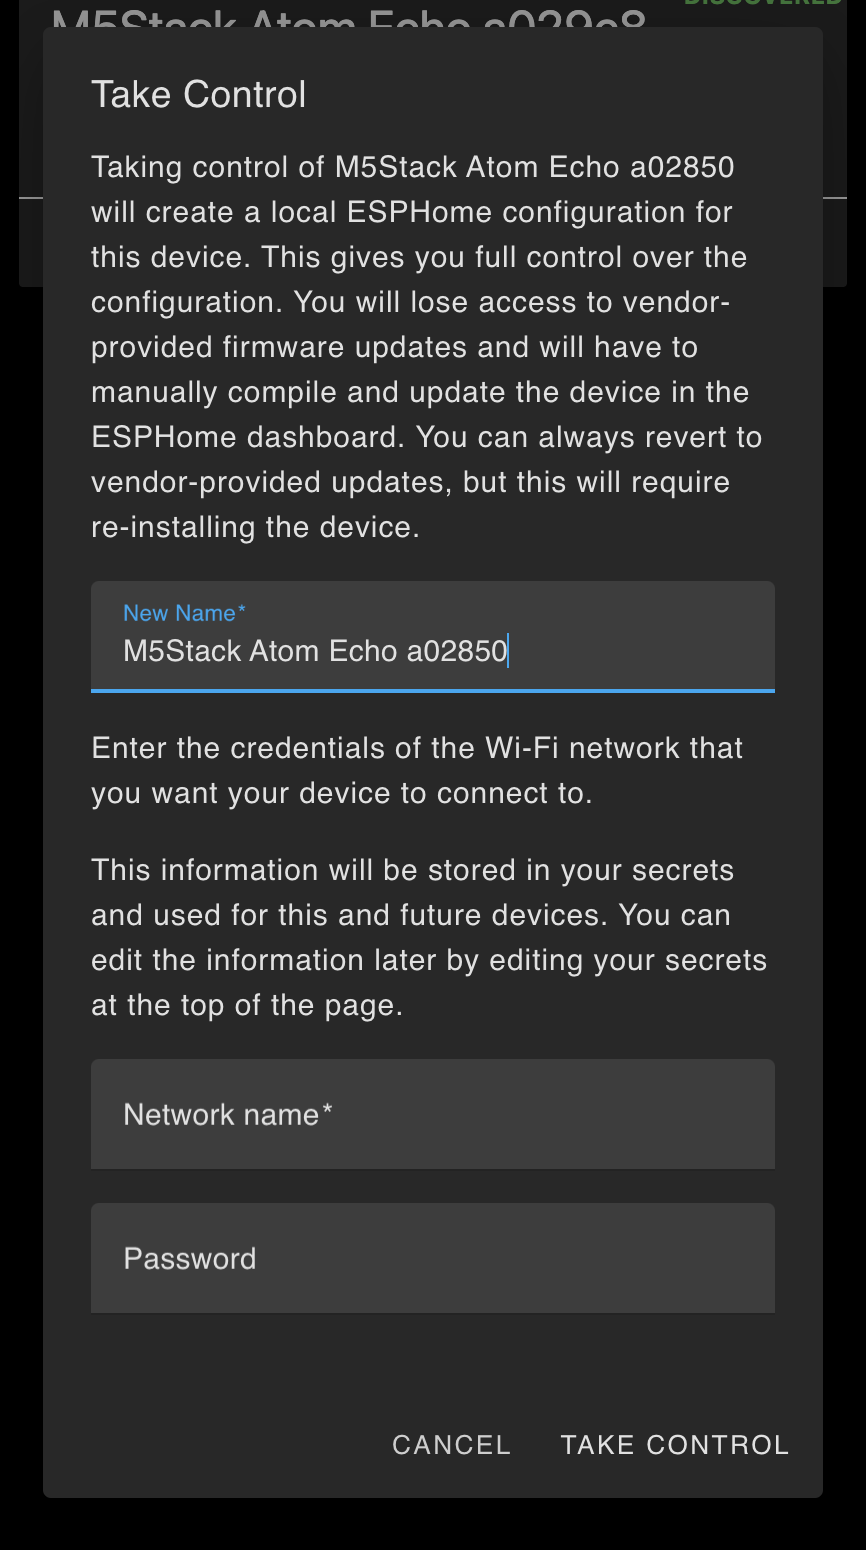 M5Stack Atom Echo a029e8
DISCOVERED
Take Control
Taking control of M5Stack Atom Echo a02850
will create a local ESPHome configuration for
this device. This gives you full control over the
configuration. You will lose access to vendor-
provided firmware updates and will have to
manually compile and update the device in the
ESPHome dashboard. You can always revert to
vendor-provided updates, but this will require
re-installing the device.
New Name*
M5Stack Atom Echo a02850
Enter the credentials of the Wi-Fi network that
you want your device to connect to.
This information will be stored in your secrets
and used for this and future devices. You can
edit the information later by editing your secrets
at the top of the page.
Network name*
Password
CANCEL
TAKE CONTROL